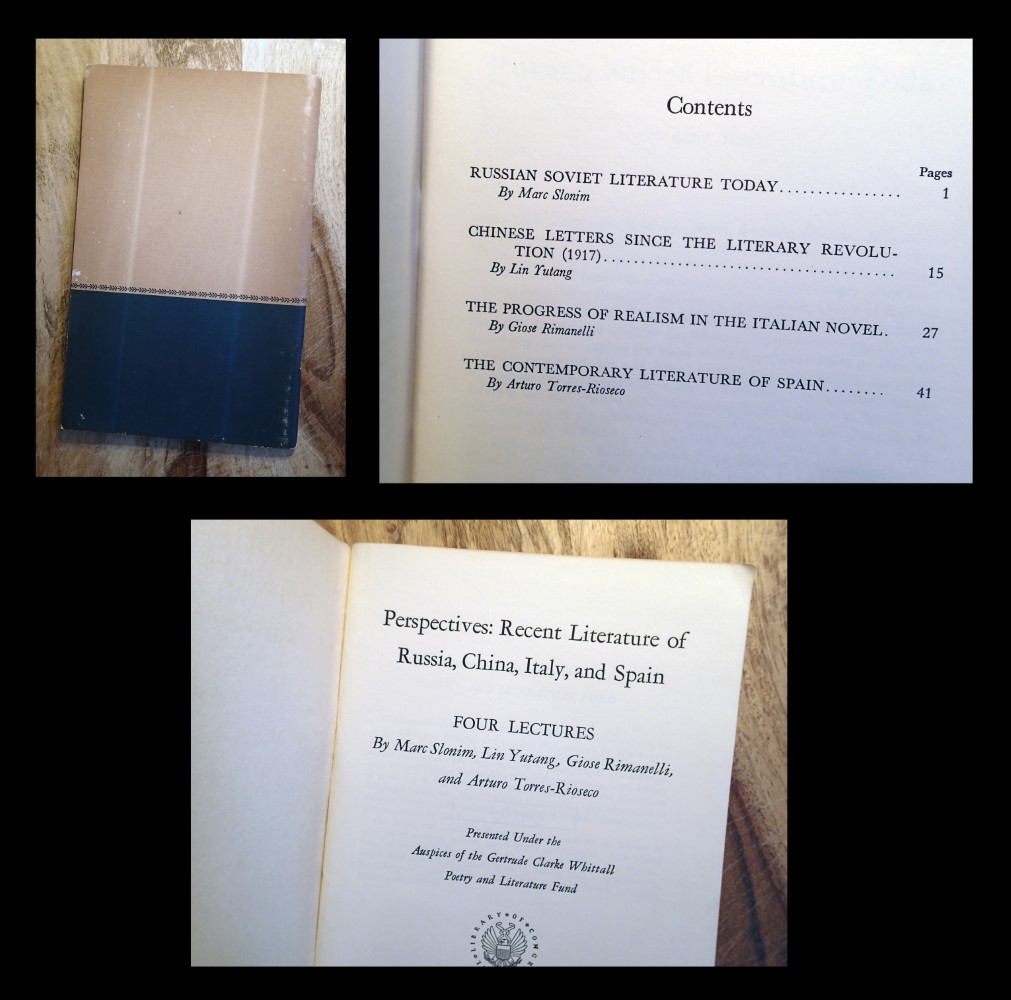 Contents
Pages
RUSSIAN SOVIET LITERATURE TODAY................ 1
By Marc Slonim
CHINESE LETTERS SINCE THE LITERARY REVOLU-
TION (1917)..................................... 15
By Lin Yutang
THE PROGRESS OF REALISM IN THE ITALIAN NOVEL. 27
By Giose Rimanelli
THE CONTEMPORARY LITERATURE OF SPAIN........ 41
By Arturo Torres-Rioseco
Perspectives: Recent Literature of
Russia, China, Italy, and Spain
FOUR LECTURES
By Marc Slonim, Lin Yutang, Giose Rimanelli,
and Arturo Torres-Rioseco
Presented Under the
Auspices of the Gertrude Clarke Whittall
Poetry and Literature Fund
LIBRARY OF CONGR